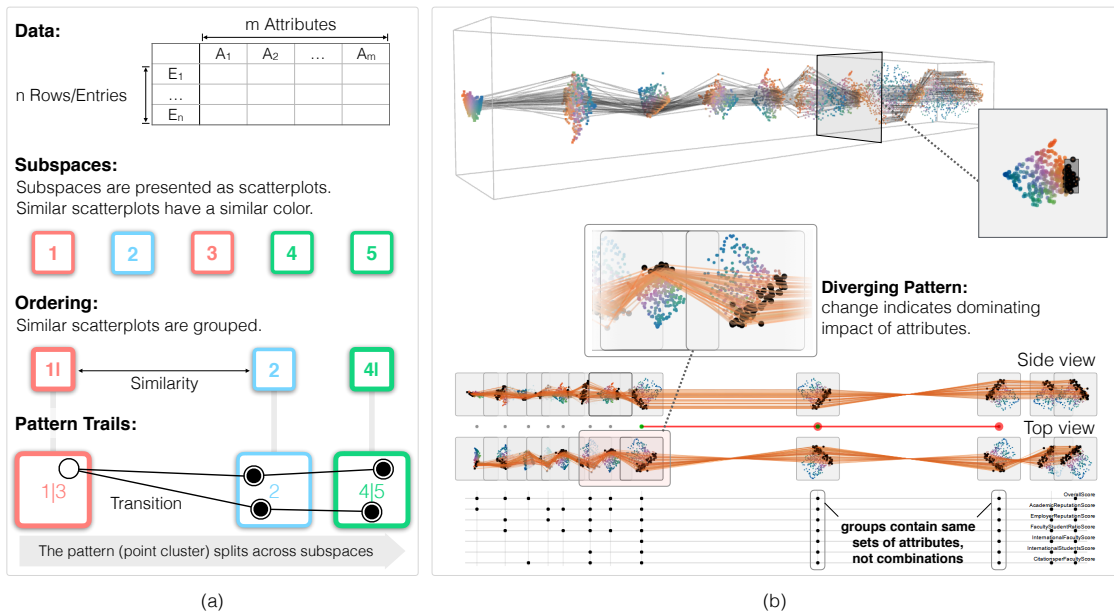 Data:
m Attributes
A1 A2 ... Am
E1
n Rows/Entries
...
En
Subspaces:
Subspaces are presented as scatterplots.
Similar scatterplots have a similar color.
1 2 3 4 5
Ordering:
Similar scatterplots are grouped.
1| 2 4|
Similarity
Pattern Trails:
1|3 2 4|5
Transition
The pattern (point cluster) splits across subspaces
(a)
Diverging Pattern:
change indicates dominating
impact of attributes.
Side view
Top view
OverallScore
AcademicReputationScore
EmployerReputationScore
FacultyStudentRatioScore
InternationalFacultyScore
InternationalStudentsScore
CitationsperFacultyScore
groups contain same
sets of attributes,
not combinations
(b)